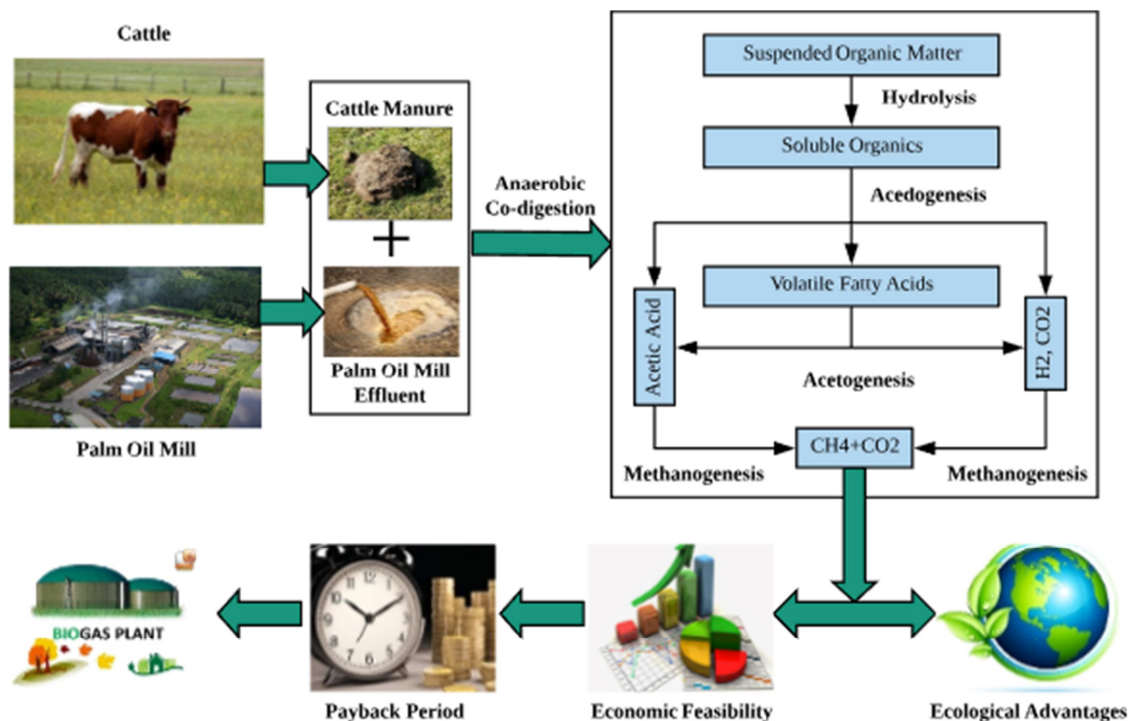 Cattle
Cattle Manure
Palm Oil Mill
Effluent
Palm Oil Mill
Anaerobic
Co-digestion
Suspended Organic Matter
Hydrolysis
Soluble Organics
Acedogenesis
Volatile Fatty Acids
Acetic Acid
H2, CO2
Acetogenesis
CH4+CO2
Methanogenesis
Methanogenesis
BIOGAS PLANT
Payback Period
Economic Feasibility
Ecological Advantages